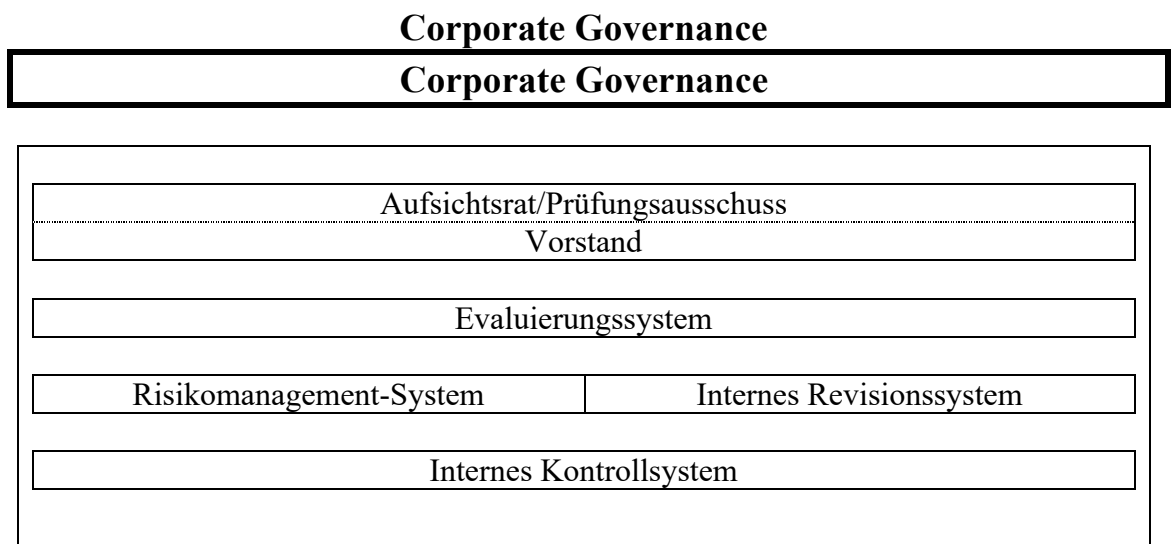 Corporate Governance
Corporate Governance
Aufsichtsrat/Prüfungsausschuss
Vorstand
Evaluierungssystem
Risikomanagement-System
Internes Revisionssystem
Internes Kontrollsystem